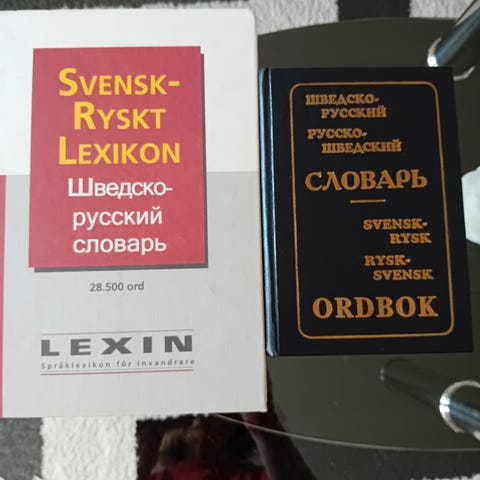 SVENSK-
RYSKT
LEXIKON
Шведско-
русский
словарь
28.500 ord
LEXIN
Språklexikon för invandrare
ШВЕДСКО-
РУССКИЙ
РУССКО-
ШВЕДСКИЙ
СЛОВАРЬ
SVENSK-
RYSK
RYSK-
SVENSK
ORDBOK